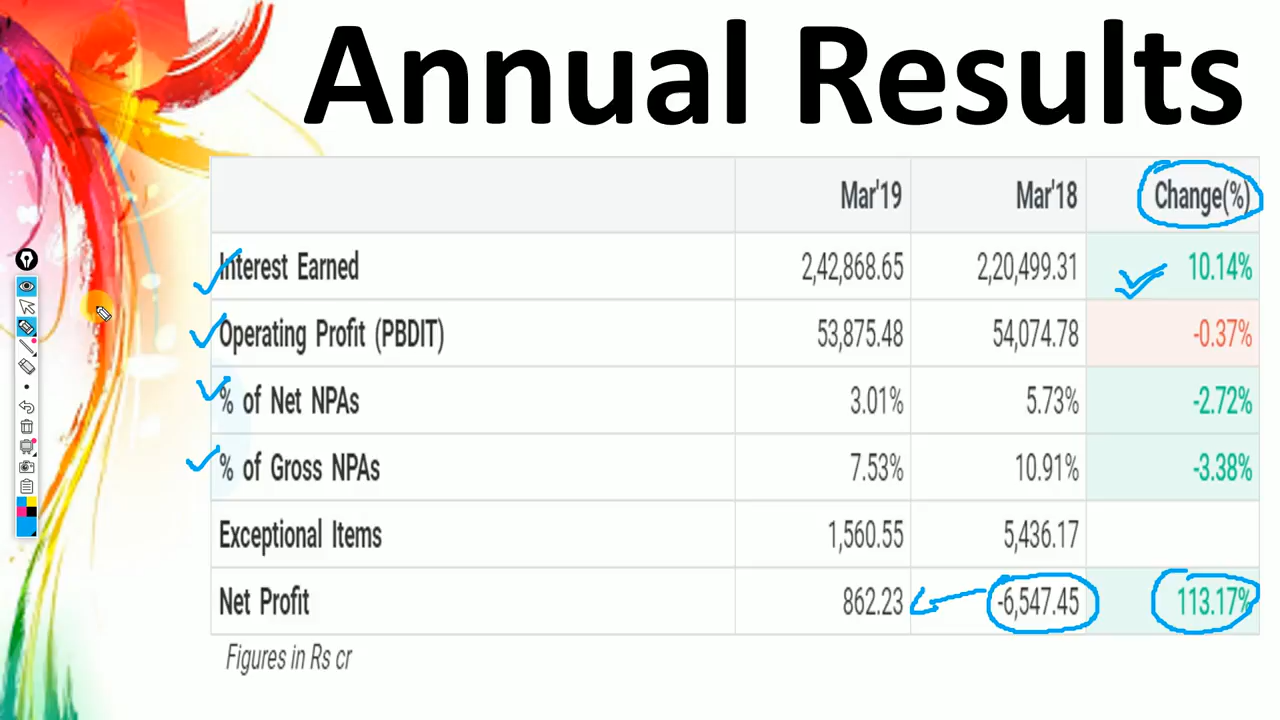 Annual Results
Mar'19 Mar'18 Change(%)
Interest Earned 2,42,868.65 2,20,499.31 10.14%
Operating Profit (PBDIT) 53,875.48 54,074.78 -0.37%
% of Net NPAs 3.01% 5.73% -2.72%
% of Gross NPAs 7.53% 10.91% -3.38%
Exceptional Items 1,560.55 5,436.17
Net Profit 862.23 -6,547.45 113.17%
Figures in Rs cr